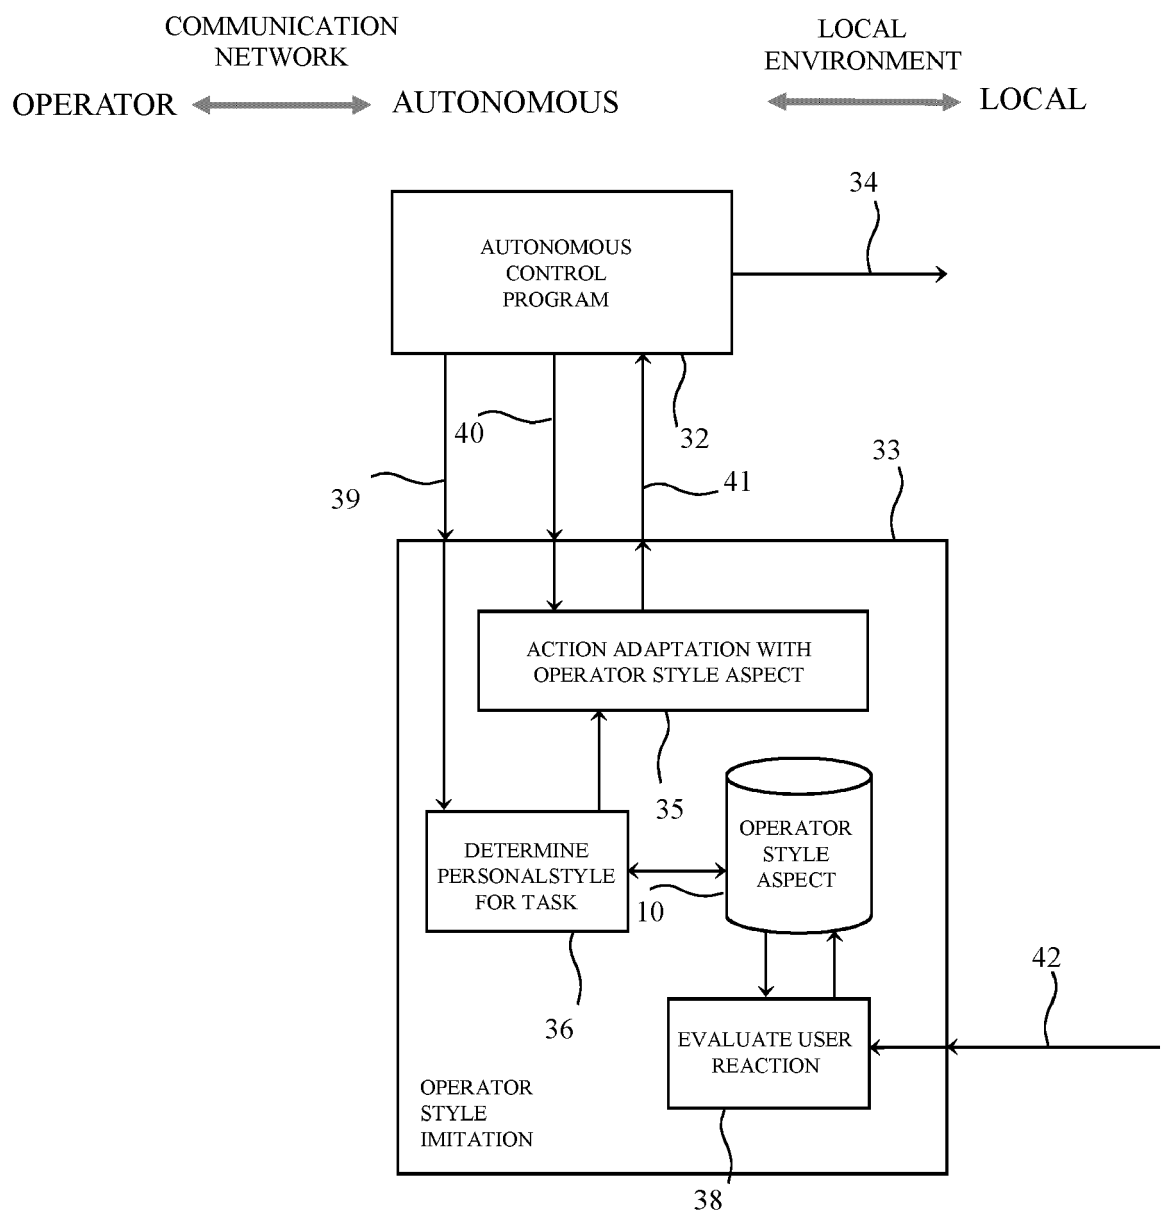 COMMUNICATION
NETWORK
LOCAL
ENVIRONMENT
OPERATOR
AUTONOMOUS
LOCAL
34
AUTONOMOUS
CONTROL
PROGRAM
40
32
39
41
33
ACTION ADAPTATION WITH
OPERATOR STYLE ASPECT
35
OPERATOR
STYLE
ASPECT
DETERMINE
PERSONALSTYLE
FOR TASK
10
42
36
EVALUATE USER
REACTION
OPERATOR
STYLE
IMITATION
38